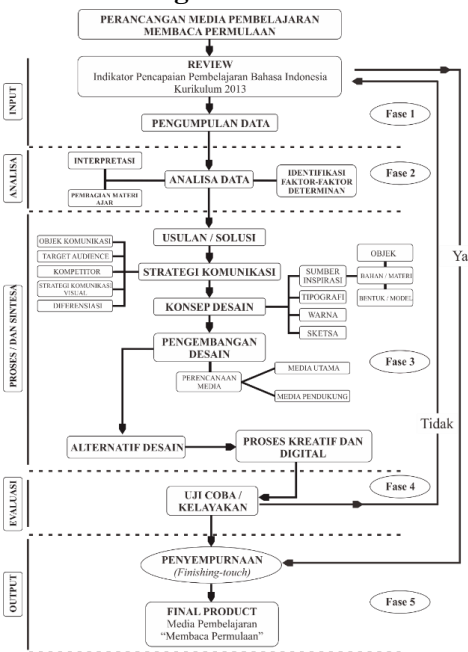 PERANCANGAN MEDIA PEMBELAJARAN
MEMBACA PERMULAAN
REVIEW
Indikator Pencapaian Pembelajaran Bahasa Indonesia
Kurikulum 2013
INPUT
Fase 1
PENGUMPULAN DATA
INTERPRETASI
ANALISA
ANALISA DATA
IDENTIFIKASI
FAKTOR-FAKTOR
DETERMINAN
Fase 2
PEMBAGIAN MATERI
AJAR
USULAN / SOLUSI
OBJEK KOMUNIKASI
TARGET AUDIENCE
KOMPETITOR
STRATEGI KOMUNIKASI
VISUAL
DIFERENSIASI
STRATEGI KOMUNIKASI
KONSEP DESAIN
SUMBER
INSPIRASI
TIPOGRAFI
WARNA
SKETSA
OBJEK
BAHAN / MATERI
BENTUK / MODEL
Ya
PROSES / DAN SINTESA
PENGEMBANGAN
DESAIN
PERENCANAAN
MEDIA
MEDIA UTAMA
MEDIA PENDUKUNG
Fase 3
Tidak
ALTERNATIF DESAIN
PROSES KREATIF DAN
DIGITAL
EVALUASI
UJI COBA /
KELAYAKAN
Fase 4
OUTPUT
PENYEMPURNAAN
(Finishing-touch)
FINAL PRODUCT
Media Pembelajaran
“Membaca Permulaan”
Fase 5